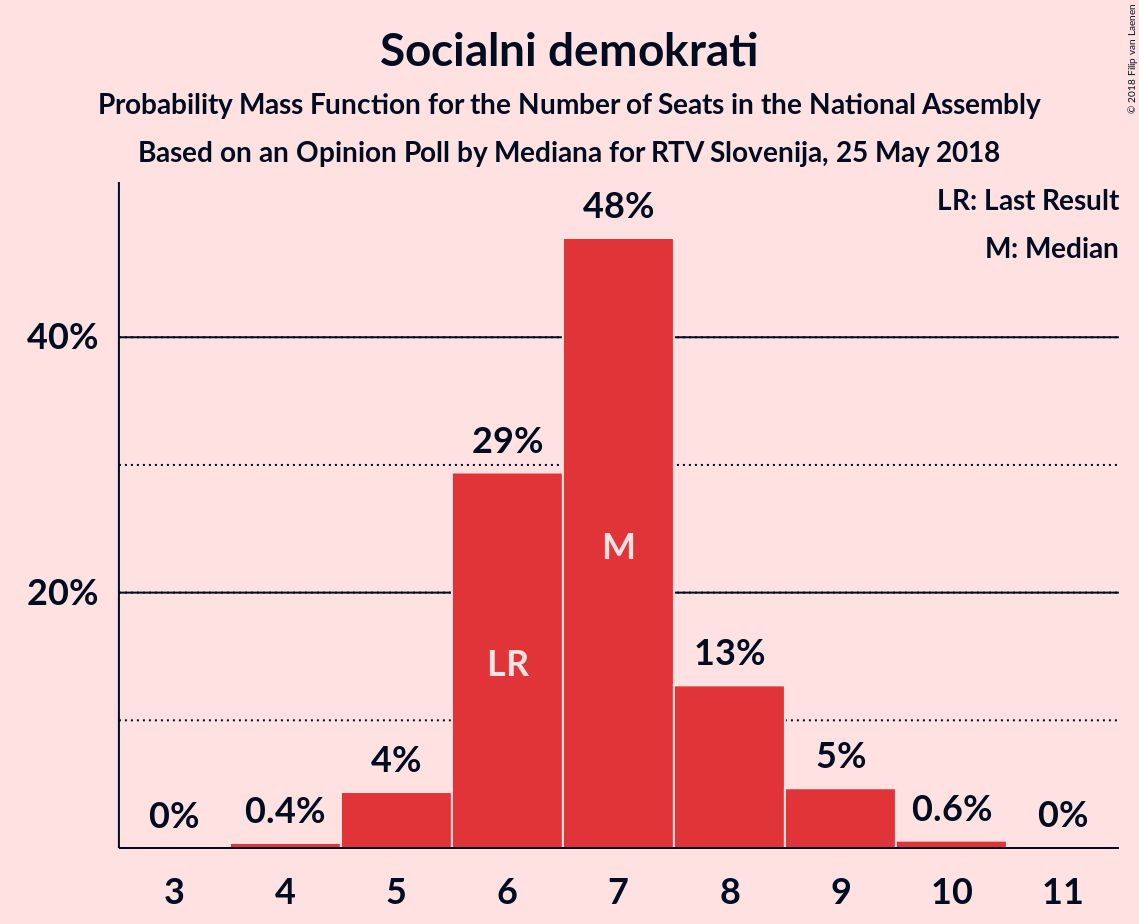 Socialni demokrati
Probability Mass Function for the Number of Seats in the National Assembly
Based on an Opinion Poll by Mediana for RTV Slovenija, 25 May 2018
© 2018 Filip van Laenen
LR: Last Result
M: Median
48%
40%
29%
M
20%
13%
LR
4%
5%
0%
0.4%
0.6%
0%
3 4 5 6 7 8 9 10 11